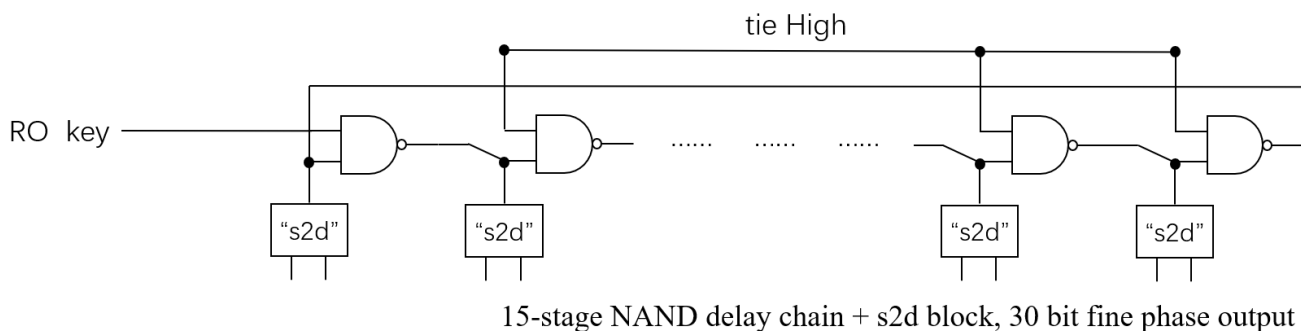 tie High
RO key
...... ...... ......
“s2d” “s2d” “s2d” “s2d”
15-stage NAND delay chain + s2d block, 30 bit fine phase output